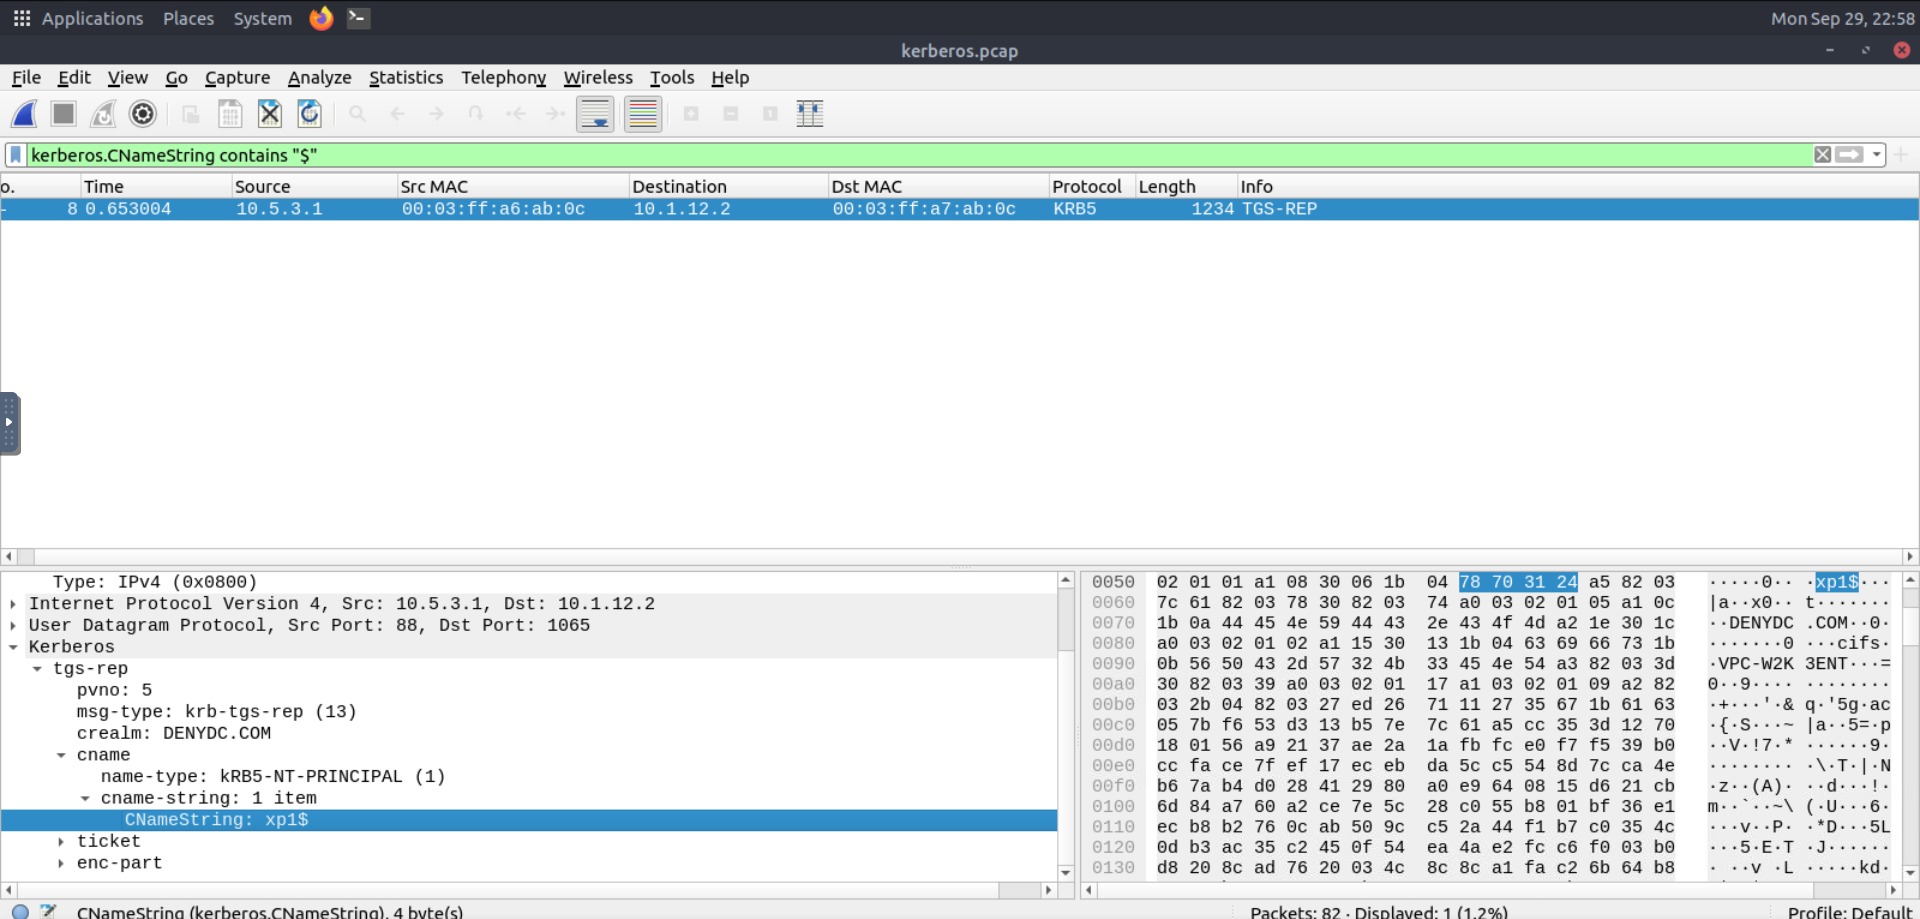 Applications Places System Mon Sep 29, 22:58
kerberos.pcap
File Edit View Go Capture Analyze Statistics Telephony Wireless Tools Help
kerberos.CNameString contains "$"
o. Time Source Src MAC Destination Dst MAC Protocol Length Info
8 0.653004 10.5.3.1 00:03:ff:a6:ab:0c 10.1.12.2 00:03:ff:a7:ab:0c KRB5 1234 TGS-REP
Type: IPv4 (0x0800)
Internet Protocol Version 4, Src: 10.5.3.1, Dst: 10.1.12.2
User Datagram Protocol, Src Port: 88, Dst Port: 1065
Kerberos
tgs-rep
pvno: 5
msg-type: krb-tgs-rep (13)
crealm: DENYDC.COM
cname
name-type: kRB5-NT-PRINCIPAL (1)
cname-string: 1 item
CNameString: xp1$
ticket
enc-part
0050 02 01 01 a1 08 30 06 1b 04 78 70 31 24 a5 82 03 ·····0·· ·xp1$···
0060 7c 61 82 03 78 30 82 03 74 a0 03 02 01 05 a1 0c |a··x0·· t·······
0070 1b 0a 44 45 4e 59 44 43 2e 43 4f 4d a2 1e 30 1c ··DENYDC .COM··0·
0080 a0 03 02 01 02 a1 15 30 13 1b 04 63 69 66 73 1b ·······0 ···cifs·
0090 0b 56 50 43 2d 57 32 4b 33 45 4e 54 a3 82 03 3d ·VPC-W2K 3ENT···=
00a0 30 82 03 39 a0 03 02 01 17 a1 03 02 01 09 a2 82 0··9···· ········
00b0 03 2b 04 82 03 27 ed 26 71 11 27 35 67 1b 61 63 ·+···'·& q·'5g·ac
00c0 05 7b f6 53 d3 13 b5 7e 7c 61 a5 cc 35 3d 12 70 ·{·S···~ |a··5=·p
00d0 18 01 56 a9 21 37 ae 2a 1a fb fc e0 f7 f5 39 b0 ··V·!7·* ······9·
00e0 cc fa ce 7f ef 17 ec eb da 5c c5 54 8d 7c ca 4e ········ ·\·T·|·N
00f0 b6 7a b4 d0 28 41 29 80 a0 e9 64 08 15 d6 21 cb ·z··(A)· ··d···!·
0100 6d 84 a7 60 a2 ce 7e 5c 28 c0 55 b8 01 bf 36 e1 m··`··~\ (·U···6·
0110 ec b8 b2 76 0c ab 50 9c c5 2a 44 f1 b7 c0 35 4c ···v··P· ·*D···5L
0120 0d b3 ac 35 c2 45 0f 54 ea 4a e2 fc c6 f0 03 b0 ···5·E·T ·J······
0130 d8 20 8c ad 76 20 03 4c 8c 8c a1 fa c2 6b 64 b8 · ··v ·L ·····kd·
CNameString (kerberos.CNameString), 4 byte(s) Packets: 82 · Displayed: 1 (1.2%) Profile: Default